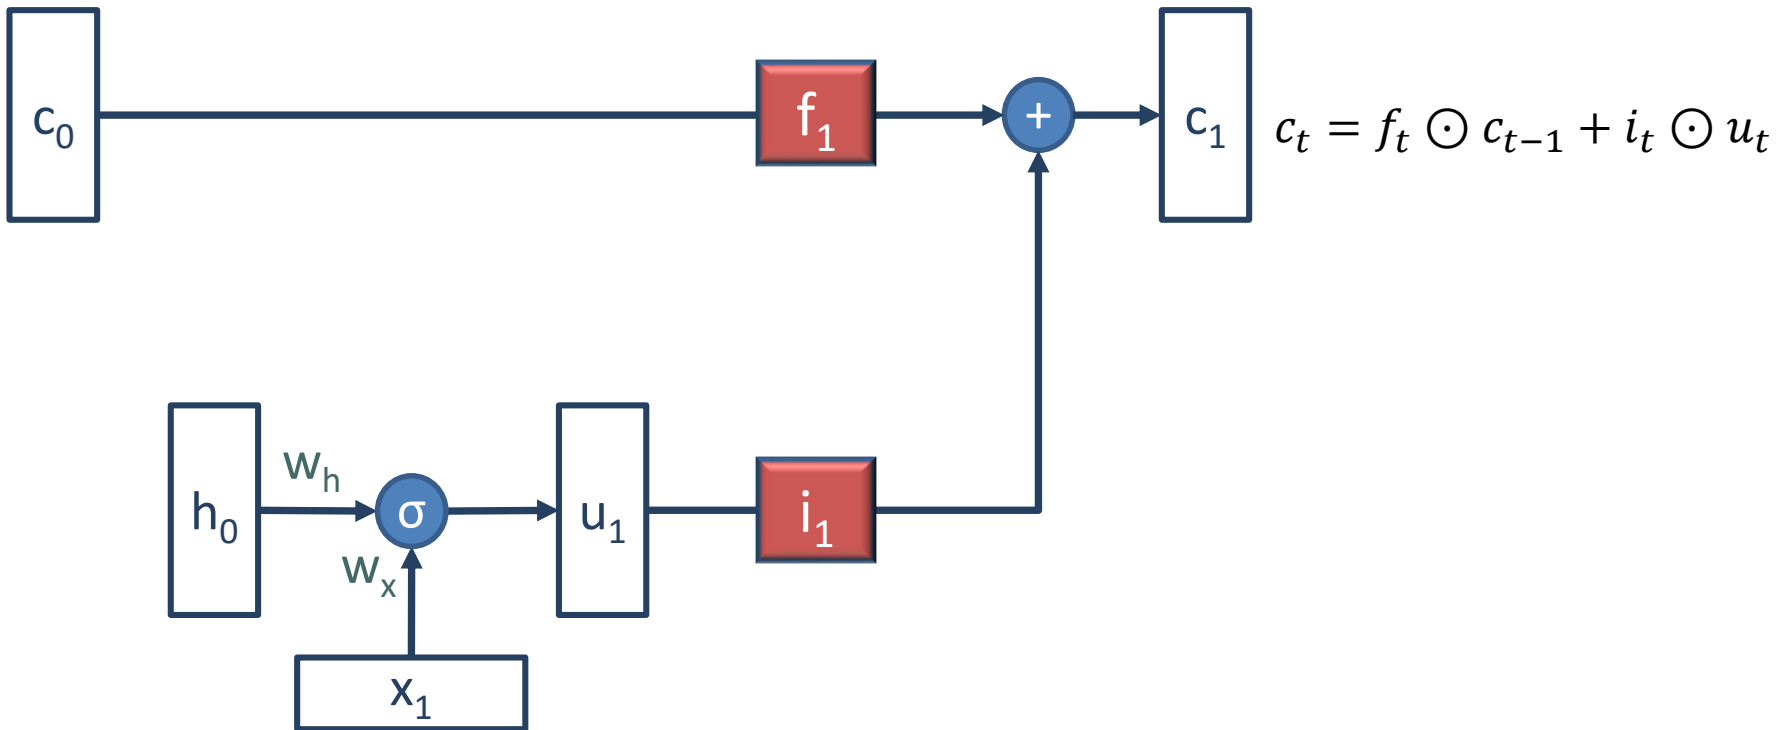 c₀
f₁
+
c₁
cₜ = fₜ ⊙ cₜ₋₁ + iₜ ⊙ uₜ
h₀
wₕ
σ
wₓ
u₁
i₁
x₁